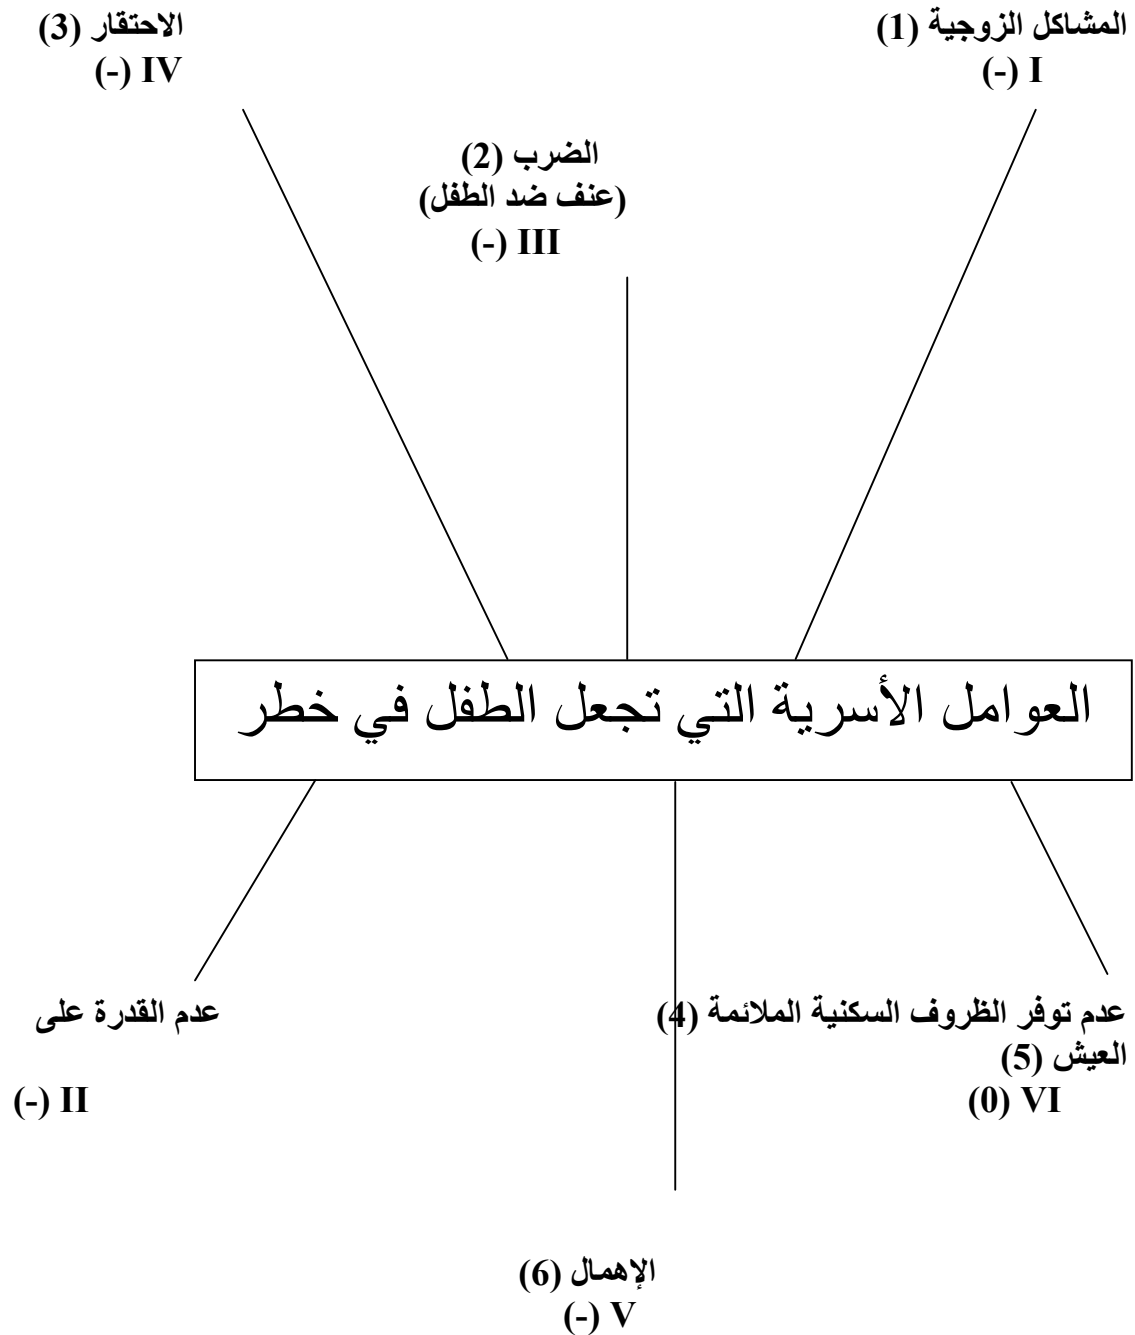 المشاكل الزوجية (1)
I (-)
الاحتقار (3)
IV (-)
الضرب (2)
(عنف ضد الطفل)
III (-)
العوامل الأسرية التي تجعل الطفل في خطر
عدم توفر الظروف السكنية الملائمة (4)
عدم القدرة على
العيش (5)
VI (0)
II (-)
الإهمال (6)
V (-)